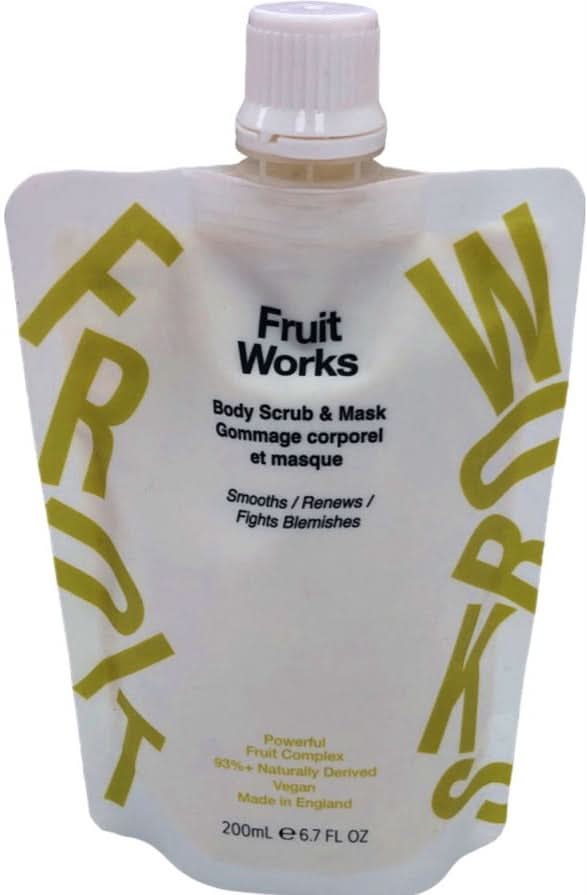 FRUIT
WORKS
Fruit
Works
Body Scrub & Mask
Gommage corporel
et masque
Smooths / Renews /
Fights Blemishes
Powerful
Fruit Complex
93%+ Naturally Derived
Vegan
Made in England
200mL ℮ 6.7 FL OZ